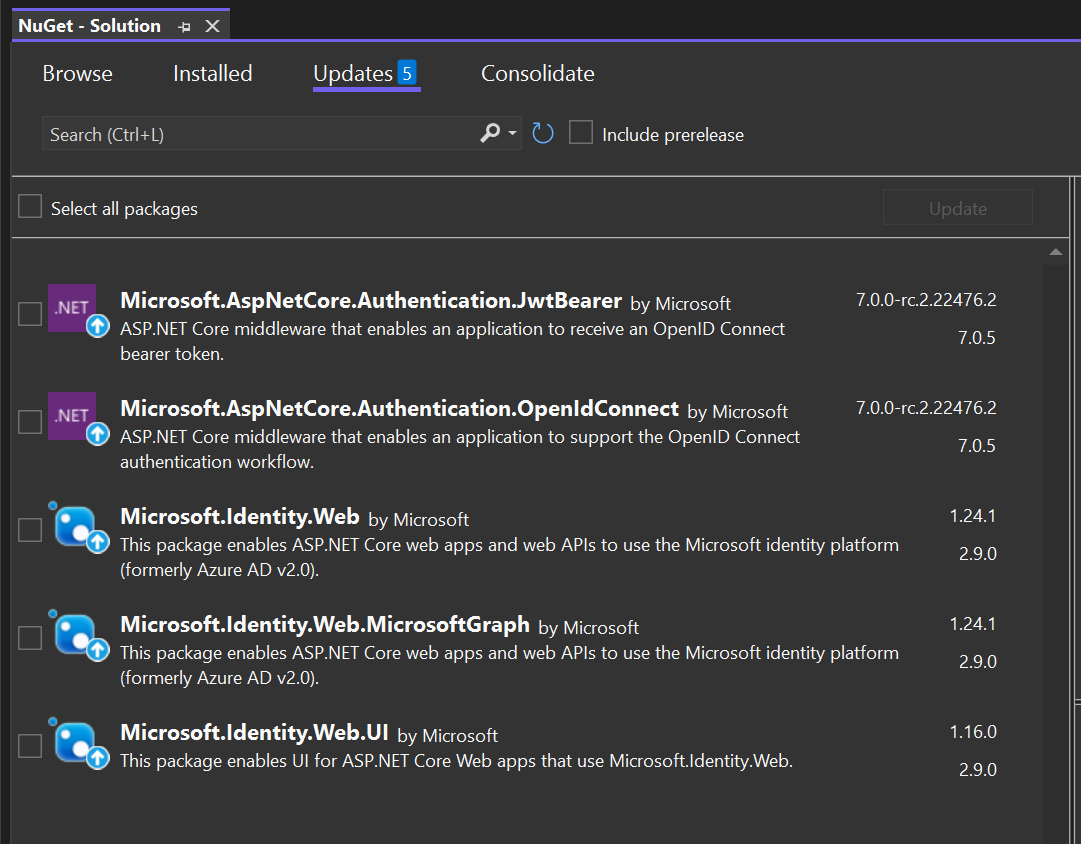 NuGet - Solution
Browse Installed Updates 5 Consolidate
Search (Ctrl+L) Include prerelease
Select all packages Update
.NET Microsoft.AspNetCore.Authentication.JwtBearer by Microsoft 7.0.0-rc.2.22476.2
ASP.NET Core middleware that enables an application to receive an OpenID Connect 7.0.5
bearer token.
.NET Microsoft.AspNetCore.Authentication.OpenIdConnect by Microsoft 7.0.0-rc.2.22476.2
ASP.NET Core middleware that enables an application to support the OpenID Connect 7.0.5
authentication workflow.
Microsoft.Identity.Web by Microsoft 1.24.1
This package enables ASP.NET Core web apps and web APIs to use the Microsoft identity platform 2.9.0
(formerly Azure AD v2.0).
Microsoft.Identity.Web.MicrosoftGraph by Microsoft 1.24.1
This package enables ASP.NET Core web apps and web APIs to use the Microsoft identity platform 2.9.0
(formerly Azure AD v2.0).
Microsoft.Identity.Web.UI by Microsoft 1.16.0
This package enables UI for ASP.NET Core Web apps that use Microsoft.Identity.Web. 2.9.0